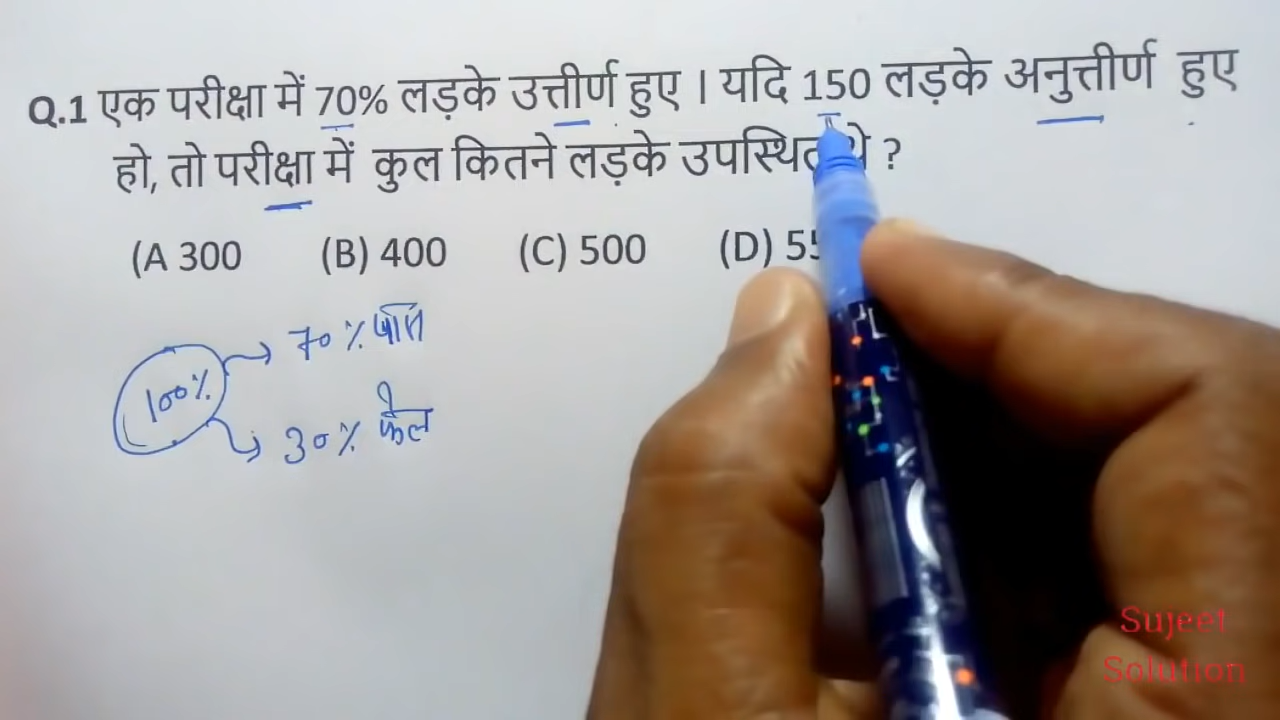 Q.1 एक परीक्षा में 70% लड़के उत्तीर्ण हुए । यदि 150 लड़के अनुत्तीर्ण हुए
हो, तो परीक्षा में कुल कितने लड़के उपस्थित थे ?
(A 300 (B) 400 (C) 500 (D)
70% पास
100%
30% फेल
Sujeet
Solution